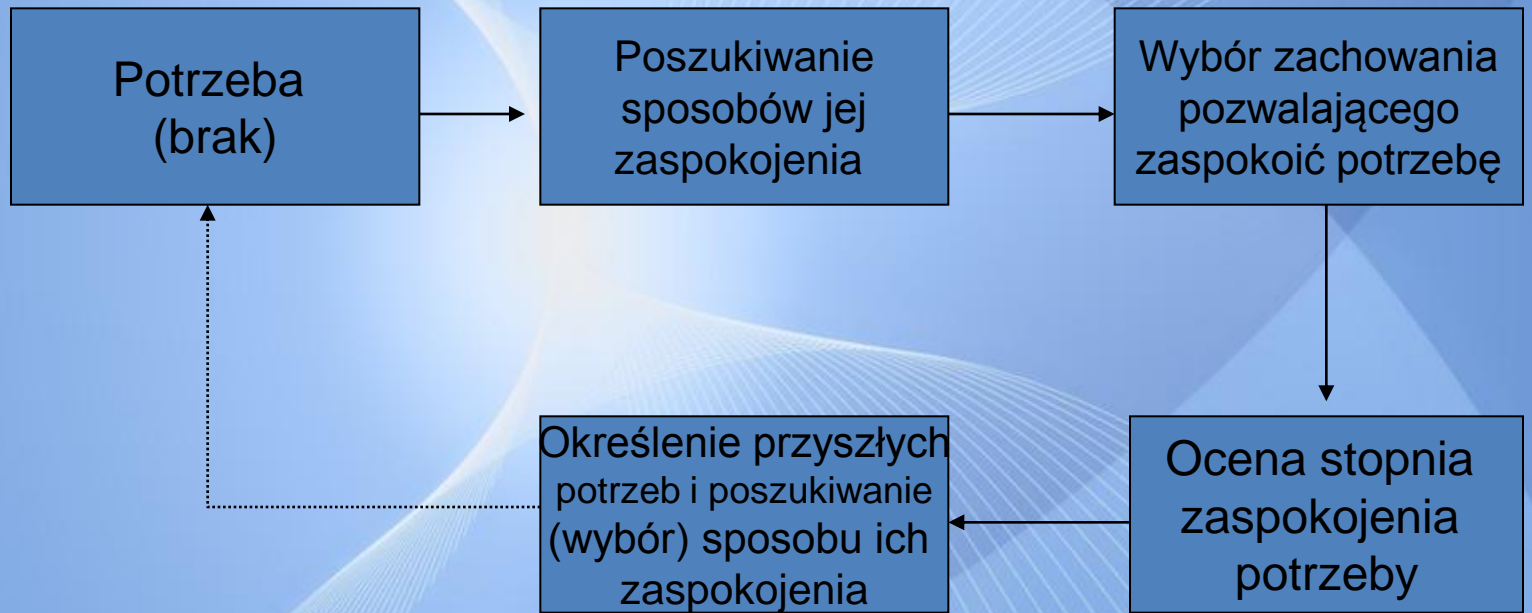 Potrzeba
(brak)
Poszukiwanie
sposobów jej
zaspokojenia
Wybór zachowania
pozwalającego
zaspokoić potrzebę
Ocena stopnia
zaspokojenia
potrzeby
Określenie przyszłych
potrzeb i poszukiwanie
(wybór) sposobu ich
zaspokojenia